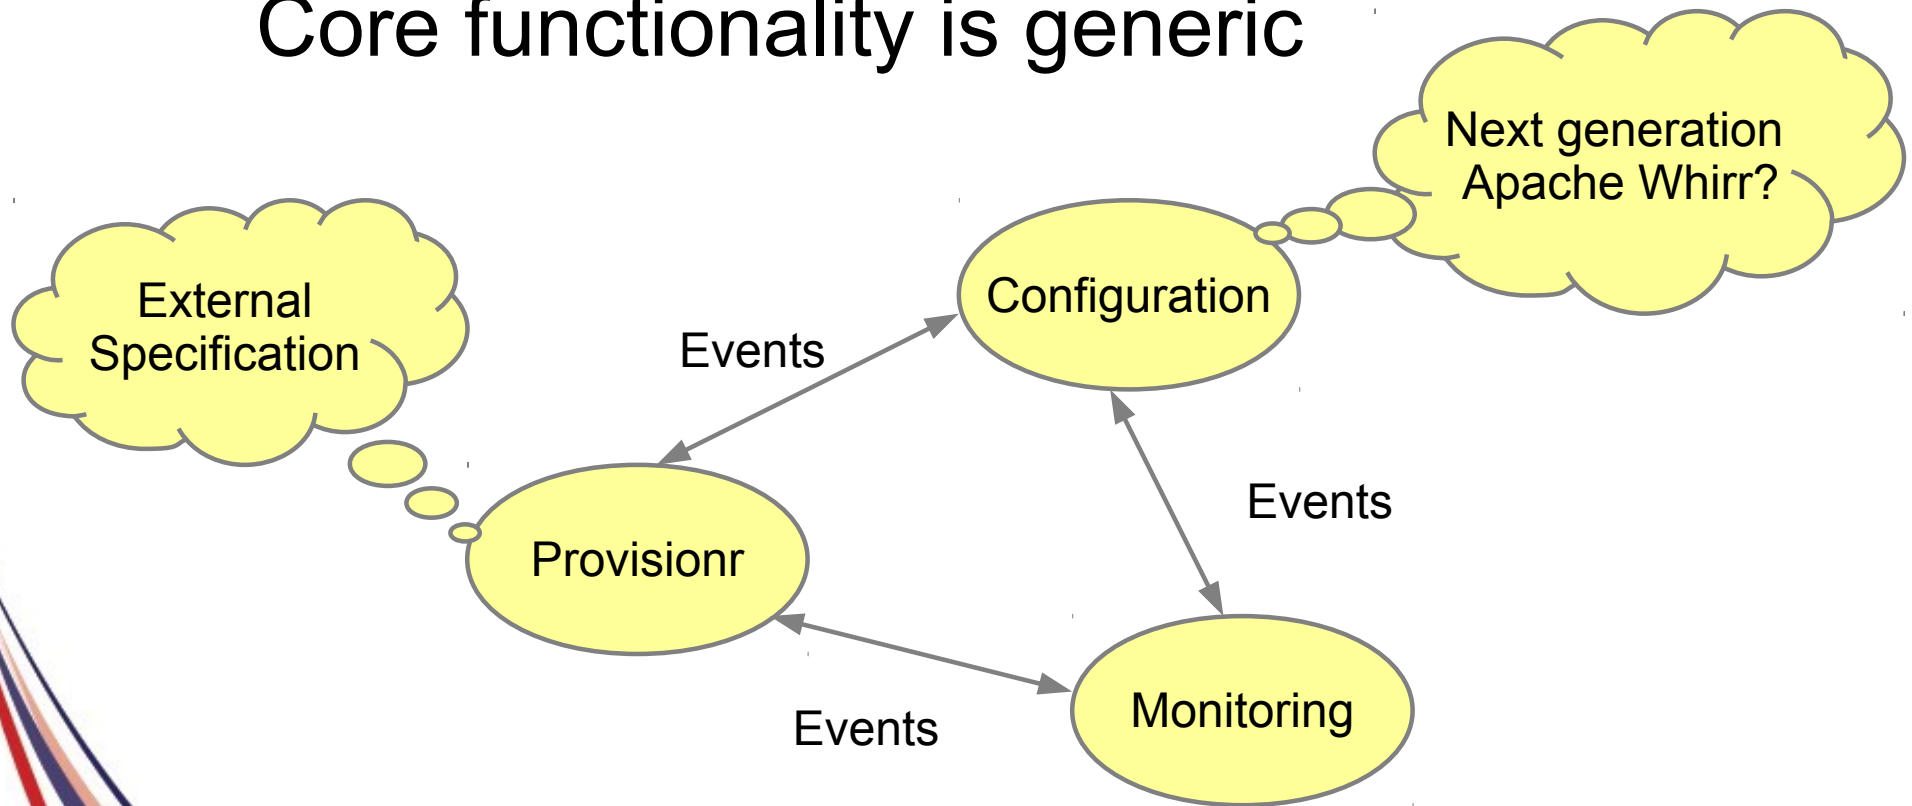 Core functionality is generic
Next generation
Apache Whirr?
External
Specification
Configuration
Events
Events
Provisionr
Monitoring
Events